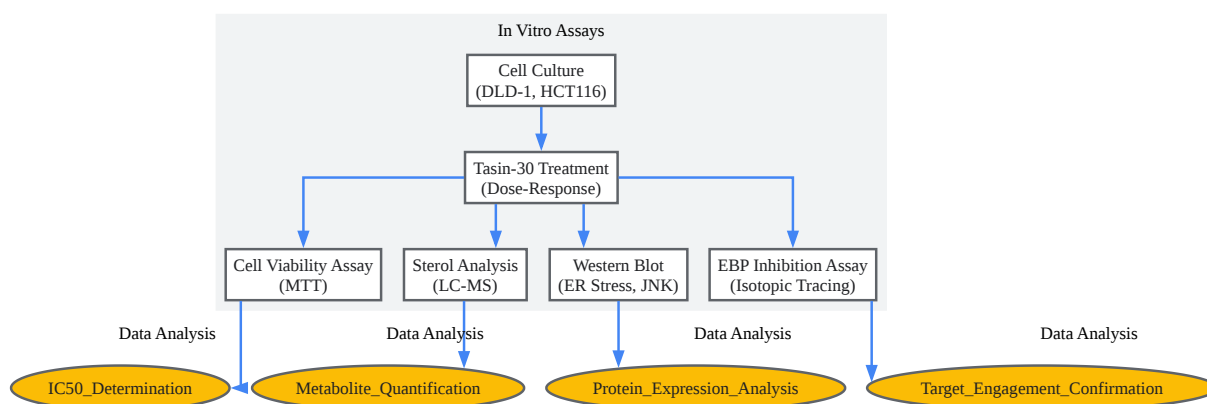 In Vitro Assays
Cell Culture
(DLD-1, HCT116)
Tasin-30 Treatment
(Dose-Response)
Cell Viability Assay
(MTT)
Sterol Analysis
(LC-MS)
Western Blot
(ER Stress, JNK)
EBP Inhibition Assay
(Isotopic Tracing)
Data Analysis
Data Analysis
Data Analysis
Data Analysis
IC50_Determination
Metabolite_Quantification
Protein_Expression_Analysis
Target_Engagement_Confirmation